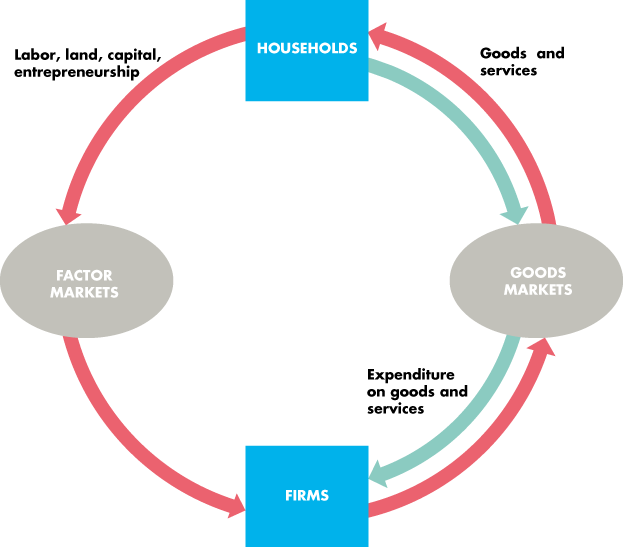 HOUSEHOLDS
Labor, land, capital,
entrepreneurship
Goods and
services
FACTOR
MARKETS
GOODS
MARKETS
Expenditure
on goods and
services
FIRMS